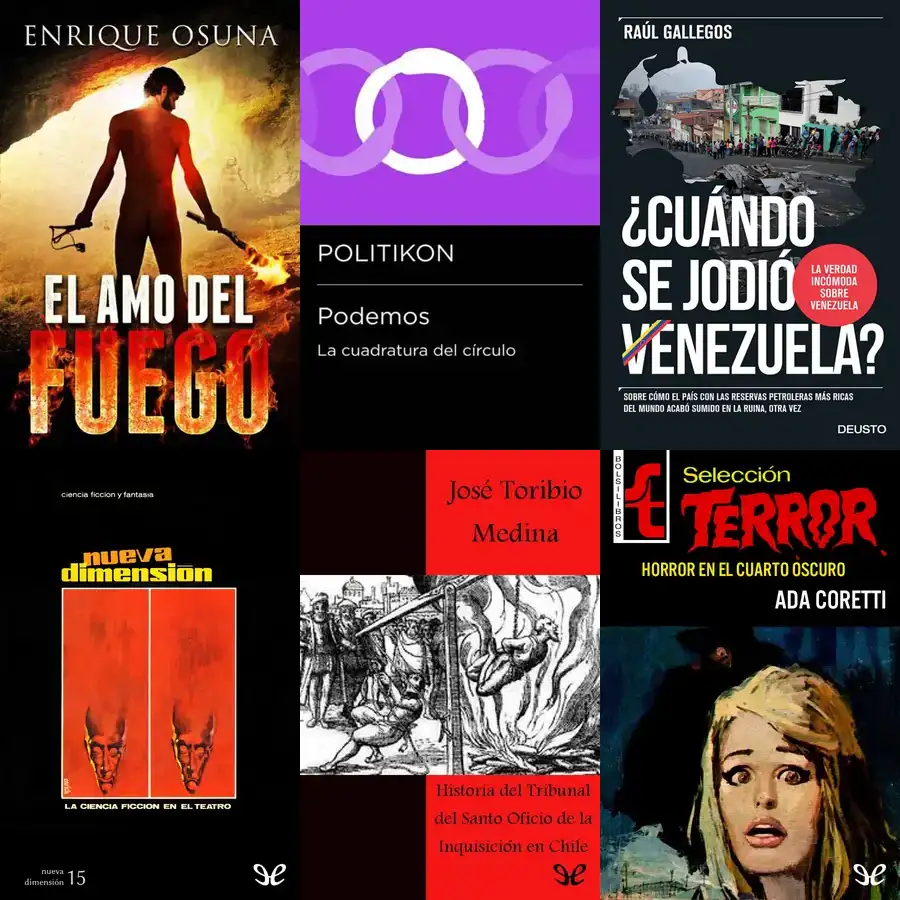 ENRIQUE OSUNA
EL AMO DEL
FUEGO
POLITIKON
Podemos
La cuadratura del círculo
RAÚL GALLEGOS
¿CUÁNDO
SE JODIÓ
VENEZUELA?
LA VERDAD
INCÓMODA
SOBRE
VENEZUELA
SOBRE CÓMO EL PAÍS CON LAS RESERVAS PETROLERAS MÁS RICAS
DEL MUNDO ACABÓ SUMIDO EN LA RUINA, OTRA VEZ
DEUSTO
ciencia ficcion y fantasia
nueva
dimensión
LA CIENCIA FICCION EN EL TEATRO
nueva
dimensión 15
José Toribio
Medina
Historia del Tribunal
del Santo Oficio de la
Inquisición en Chile
BOLSILIBROS
st
Selección
TERROR
HORROR EN EL CUARTO OSCURO
ADA CORETTI